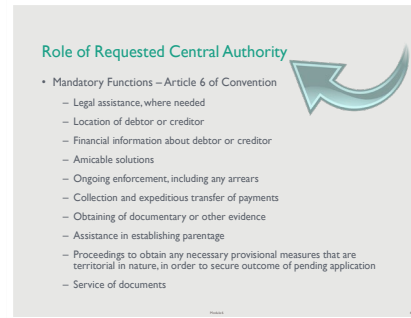 Role of Requested Central Authority
• Mandatory Functions – Article 6 of Convention
– Legal assistance, where needed
– Location of debtor or creditor
– Financial information about debtor or creditor
– Amicable solutions
– Ongoing enforcement, including any arrears
– Collection and expeditious transfer of payments
– Obtaining of documentary or other evidence
– Assistance in establishing parentage
– Proceedings to obtain any necessary provisional measures that are
territorial in nature, in order to secure outcome of pending application
– Service of documents